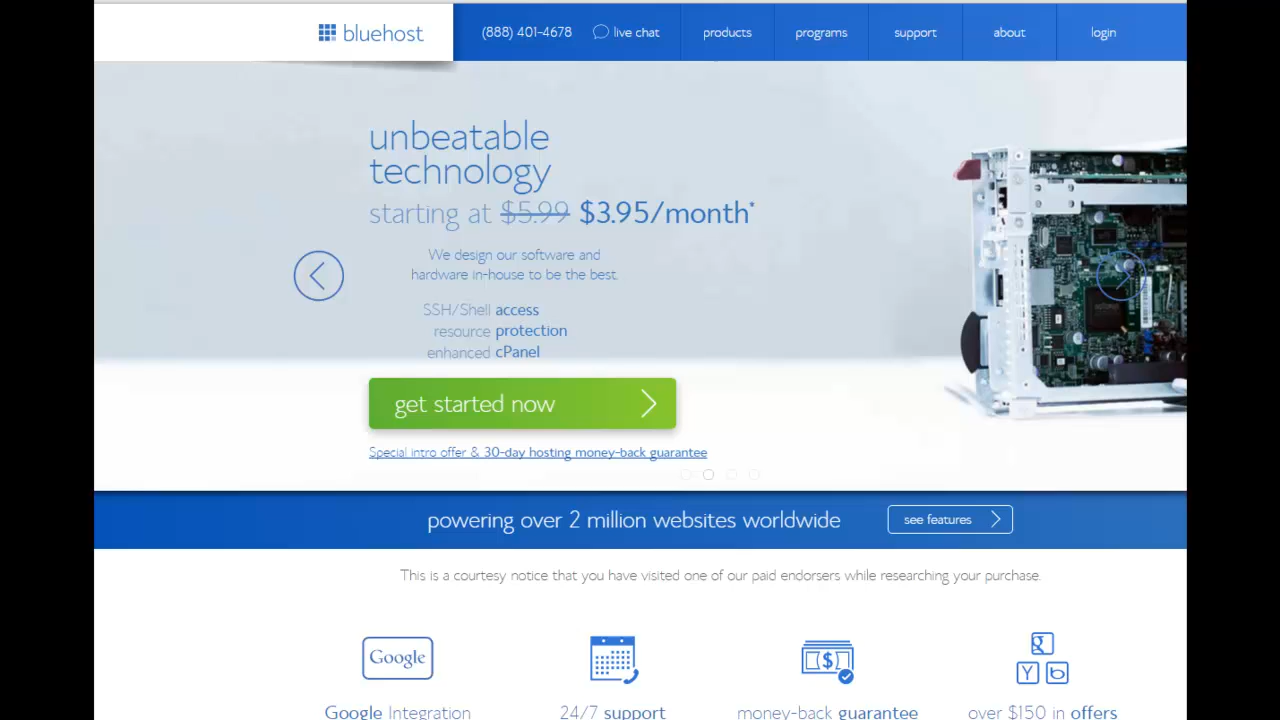 bluehost
(888) 401-4678 live chat products programs support about login
unbeatable
technology
starting at $5.99 $3.95/month*
We design our software and
hardware in-house to be the best.
SSH/Shell access
resource protection
enhanced cPanel
get started now
Special intro offer & 30-day hosting money-back guarantee
powering over 2 million websites worldwide
see features
This is a courtesy notice that you have visited one of our paid endorsers while researching your purchase.
Google
g
Y b
Google Integration
24/7 support
money-back guarantee
over $150 in offers